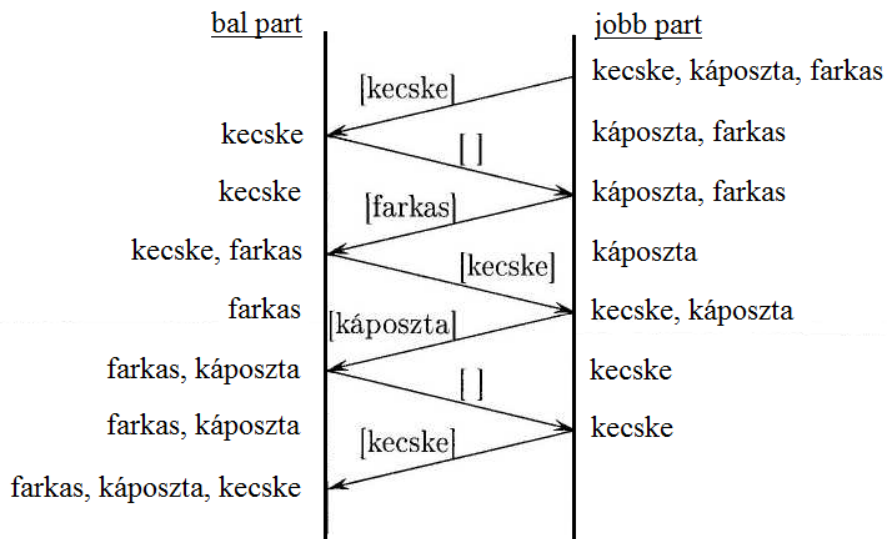 bal part
jobb part
kecske, káposzta, farkas
[kecske]
kecske
káposzta, farkas
[ ]
kecske
káposzta, farkas
[farkas]
kecske, farkas
káposzta
[kecske]
farkas
kecske, káposzta
[káposzta]
farkas, káposzta
kecske
[ ]
farkas, káposzta
kecske
[kecske]
farkas, káposzta, kecske